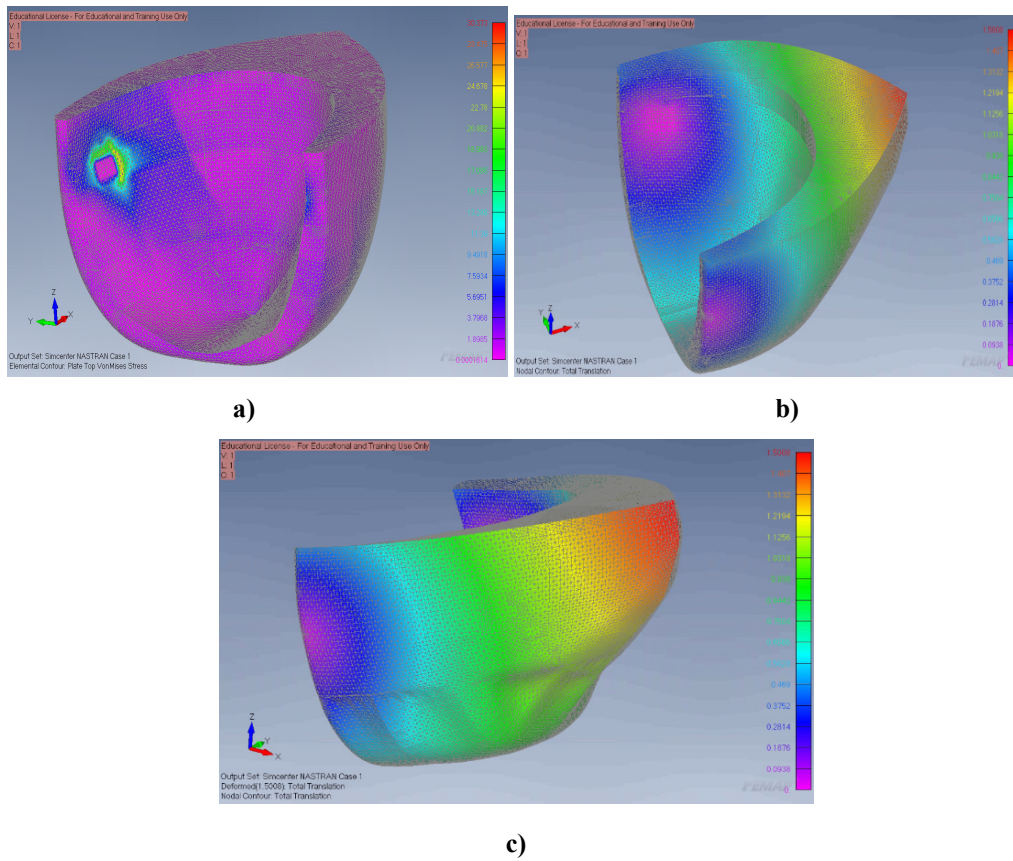 Educational License - For Educational and Training Use Only
V: 1
L: 1
C: 1
24.678
22.78
9.4918
7.5934
5.6951
3.7968
1.8985
0.0001614
Z
Y
X
Output Set: Simcenter NASTRAN Case 1
Elemental Contour: Plate Top VonMises Stress
FEMAP
a)
Educational License - For Educational and Training Use Only
V: 1
L: 1
C: 1
1.5008
1.3132
1.2194
1.1256
0.469
0.3752
0.2814
0.1876
0.0938
0.
Z
Y
X
Output Set: Simcenter NASTRAN Case 1
Nodal Contour: Total Translation
FEMAP
b)
Educational License - For Educational and Training Use Only
V: 1
L: 1
C: 1
1.5008
1.3132
1.2194
1.1256
0.469
0.3752
0.2814
0.1876
0.0938
0.
Z
Y
X
Output Set: Simcenter NASTRAN Case 1
Deformed(1.5008): Total Translation
Nodal Contour: Total Translation
FEMAP
c)